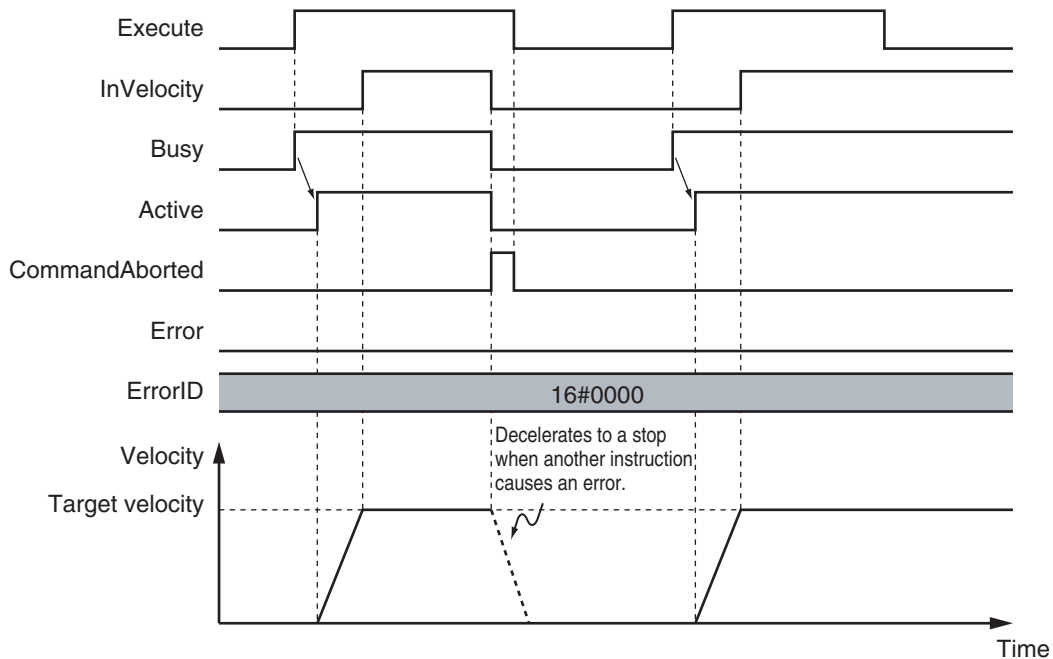 Execute
InVelocity
Busy
Active
CommandAborted
Error
ErrorID
16#0000
Decelerates to a stop
when another instruction
causes an error.
Velocity
Target velocity
Time